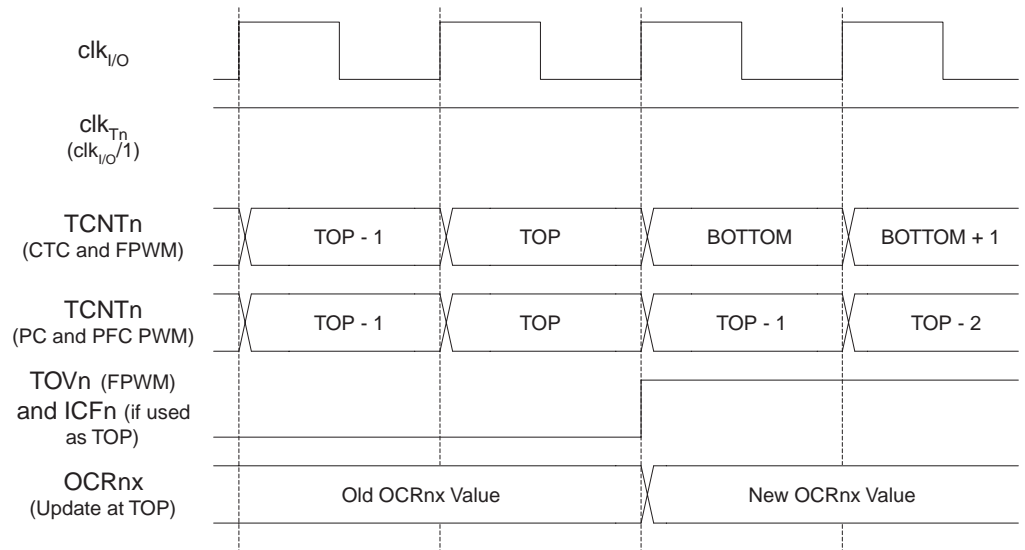 clkI/O
clkTn
(clkI/O/1)
TCNTn
(CTC and FPWM)
TOP - 1
TOP
BOTTOM
BOTTOM + 1
TCNTn
(PC and PFC PWM)
TOP - 1
TOP
TOP - 1
TOP - 2
TOVn (FPWM)
and ICFn (if used
as TOP)
OCRnx
(Update at TOP)
Old OCRnx Value
New OCRnx Value